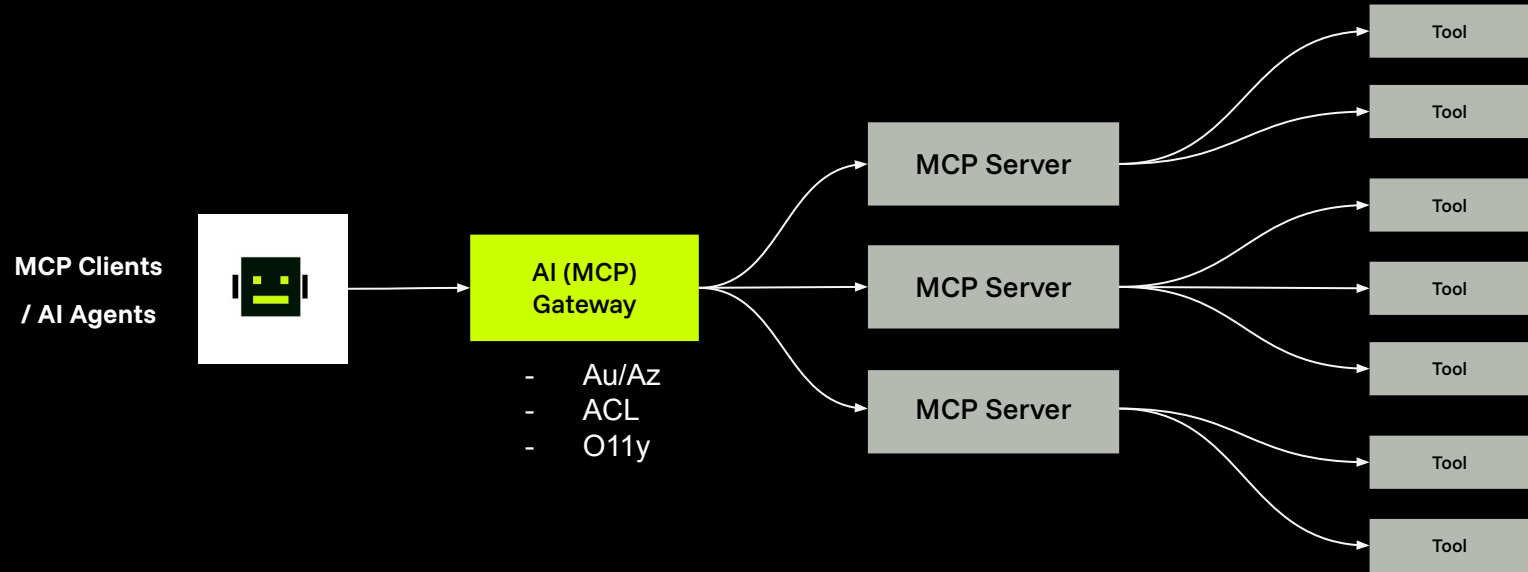 MCP Clients
/ AI Agents
AI (MCP)
Gateway
- Au/Az
- ACL
- O11y
MCP Server
MCP Server
MCP Server
Tool
Tool
Tool
Tool
Tool
Tool
Tool